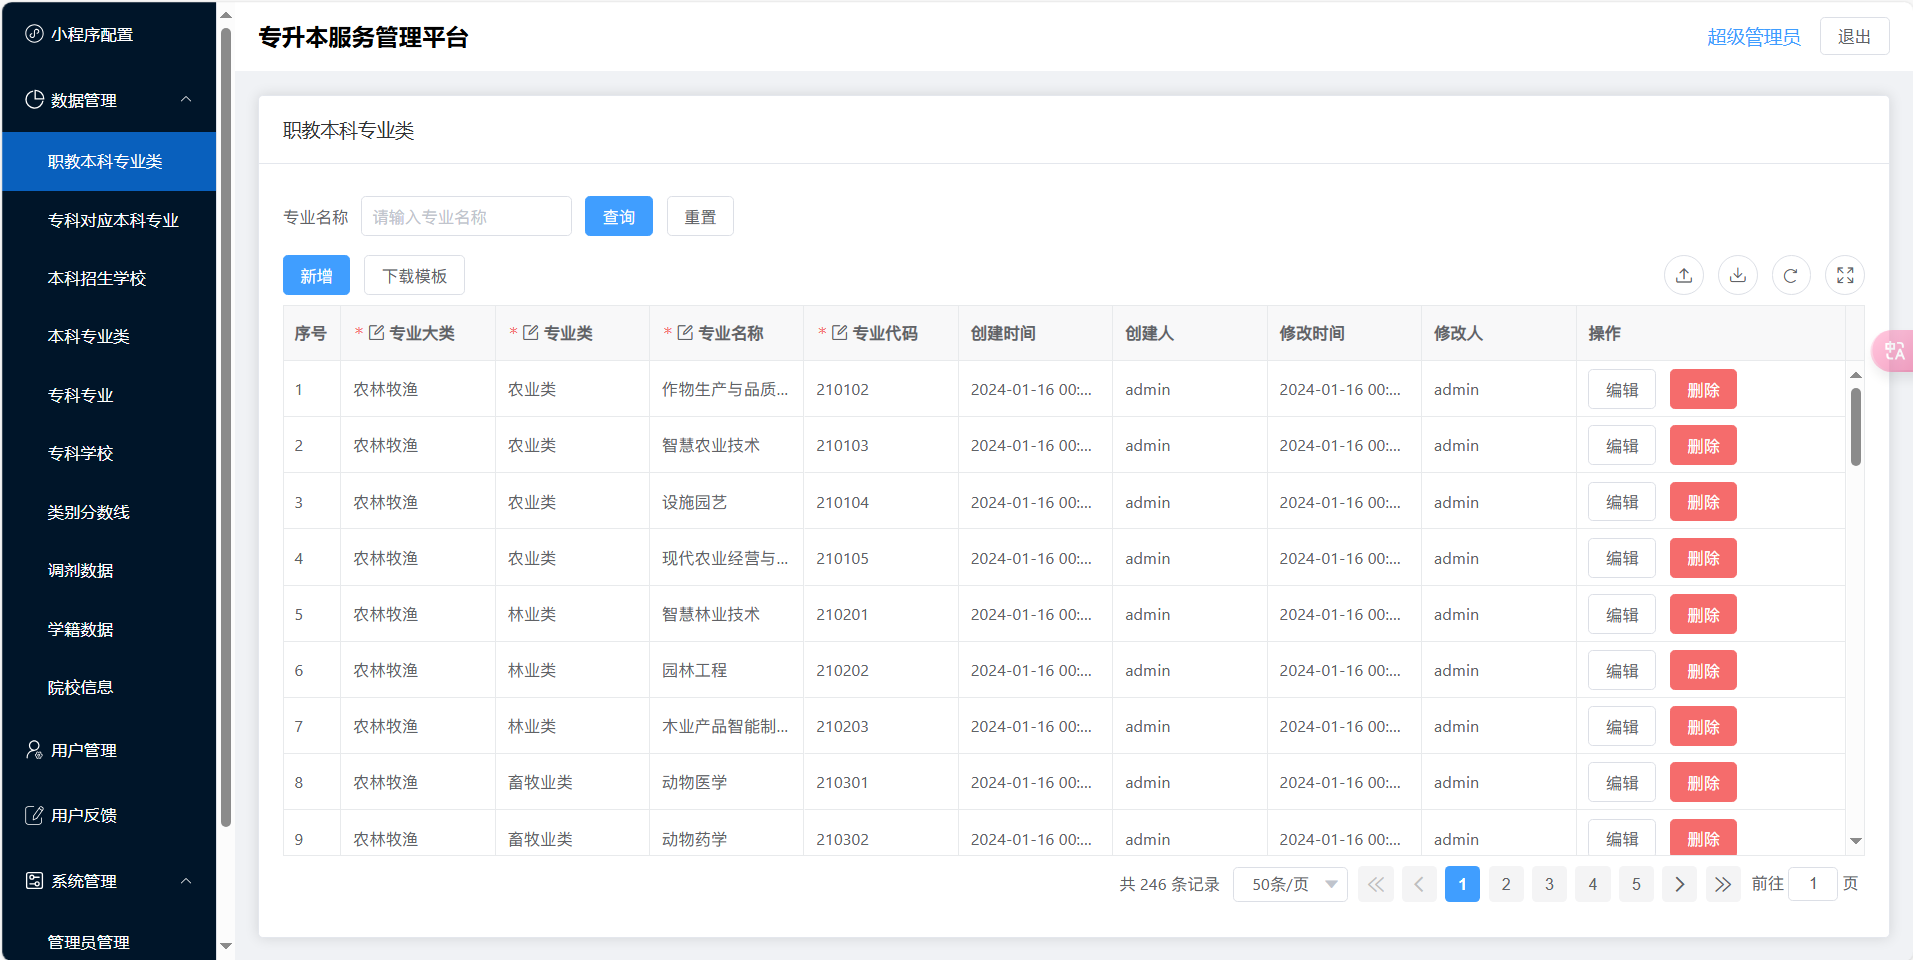 小程序配置
数据管理
职教本科专业类
专科对应本科专业
本科招生学校
本科专业类
专科专业
专科学校
类别分数线
调剂数据
学籍数据
院校信息
用户管理
用户反馈
系统管理
管理员管理
专升本服务管理平台
超级管理员 退出
职教本科专业类
专业名称 请输入专业名称 查询 重置
新增 下载模板
序号 * 专业大类 * 专业类 * 专业名称 * 专业代码 创建时间 创建人 修改时间 修改人 操作
1 农林牧渔 农业类 作物生产与品质... 210102 2024-01-16 00:... admin 2024-01-16 00:... admin 编辑 删除
2 农林牧渔 农业类 智慧农业技术 210103 2024-01-16 00:... admin 2024-01-16 00:... admin 编辑 删除
3 农林牧渔 农业类 设施园艺 210104 2024-01-16 00:... admin 2024-01-16 00:... admin 编辑 删除
4 农林牧渔 农业类 现代农业经营与... 210105 2024-01-16 00:... admin 2024-01-16 00:... admin 编辑 删除
5 农林牧渔 林业类 智慧林业技术 210201 2024-01-16 00:... admin 2024-01-16 00:... admin 编辑 删除
6 农林牧渔 林业类 园林工程 210202 2024-01-16 00:... admin 2024-01-16 00:... admin 编辑 删除
7 农林牧渔 林业类 木业产品智能制... 210203 2024-01-16 00:... admin 2024-01-16 00:... admin 编辑 删除
8 农林牧渔 畜牧业类 动物医学 210301 2024-01-16 00:... admin 2024-01-16 00:... admin 编辑 删除
9 农林牧渔 畜牧业类 动物药学 210302 2024-01-16 00:... admin 2024-01-16 00:... admin 编辑 删除
共 246 条记录 50条/页 1 2 3 4 5 前往 1 页